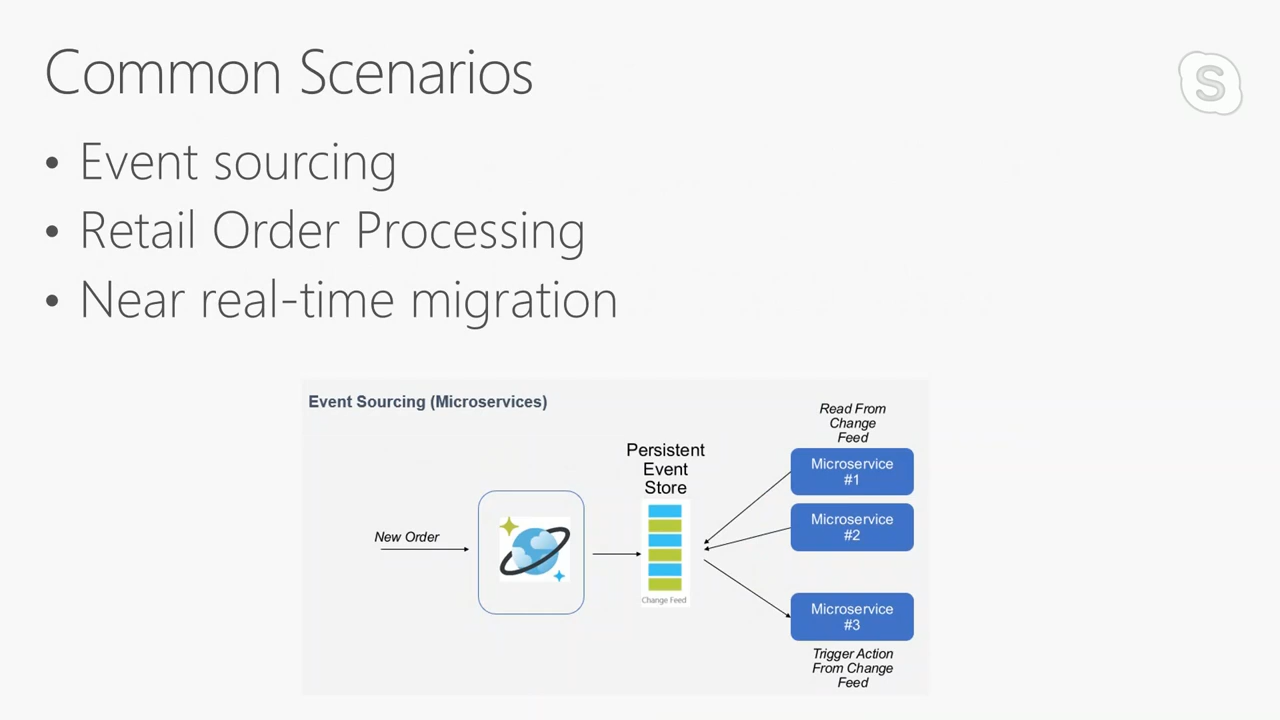 Common Scenarios
S
• Event sourcing
• Retail Order Processing
• Near real-time migration
Event Sourcing (Microservices)
New Order
Persistent
Event
Store
Change Feed
Read From
Change
Feed
Microservice
#1
Microservice
#2
Microservice
#3
Trigger Action
From Change
Feed